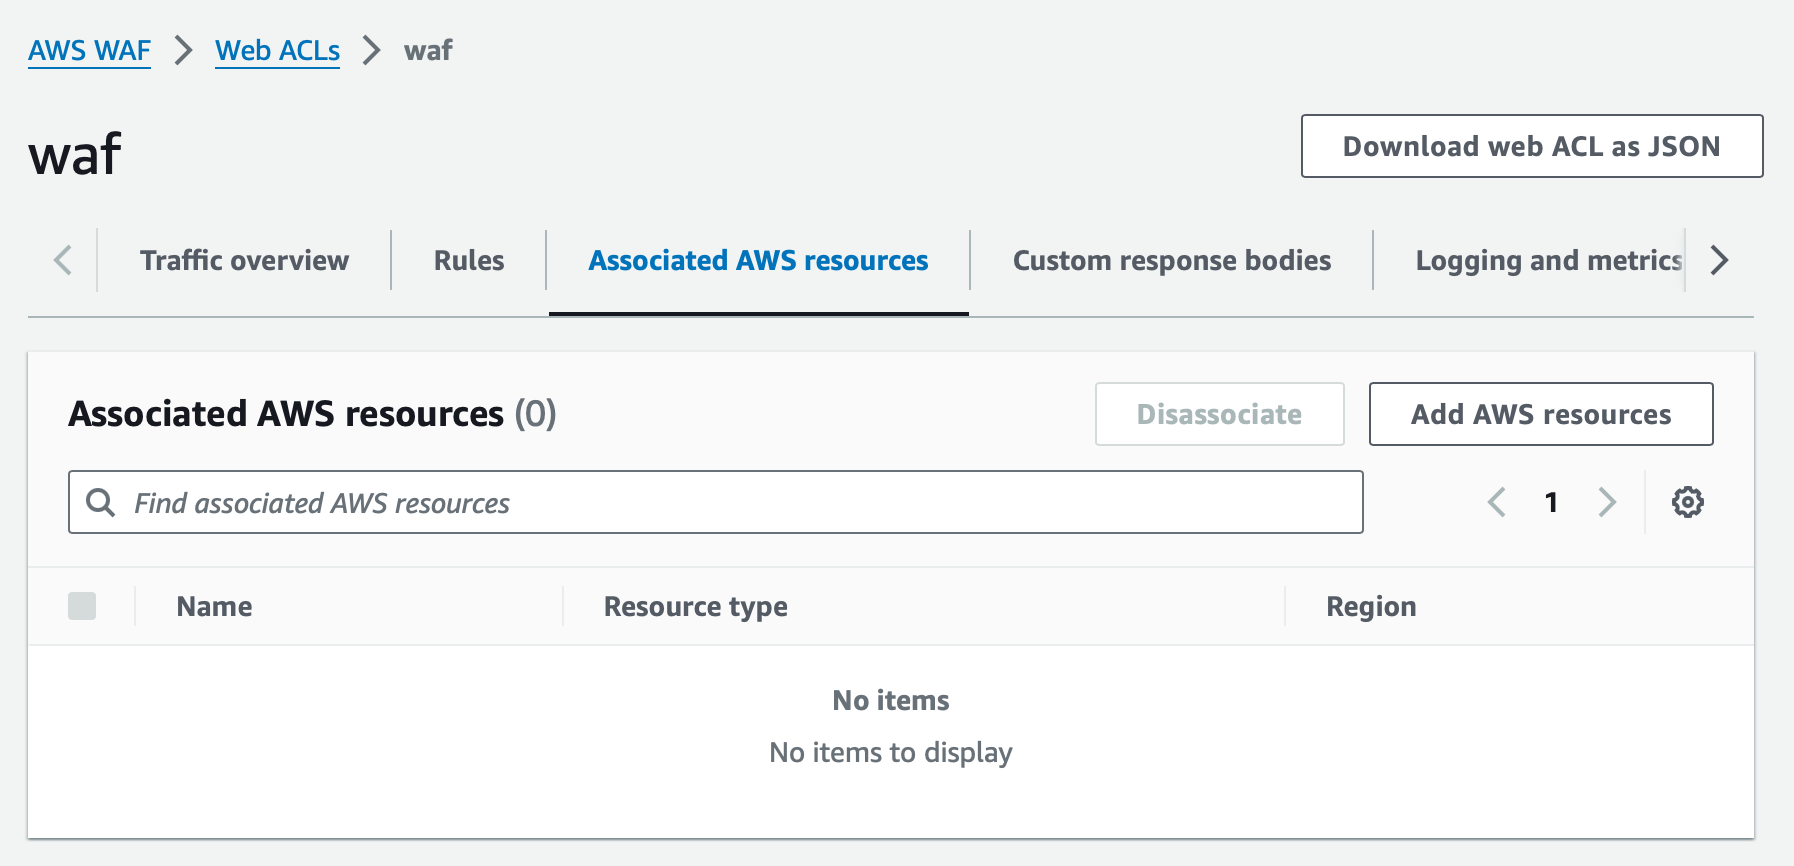 AWS WAF > Web ACLs > waf
waf
Download web ACL as JSON
Traffic overview
Rules
Associated AWS resources
Custom response bodies
Logging and metrics
Associated AWS resources (0)
Disassociate
Add AWS resources
Find associated AWS resources
1
Name
Resource type
Region
No items
No items to display